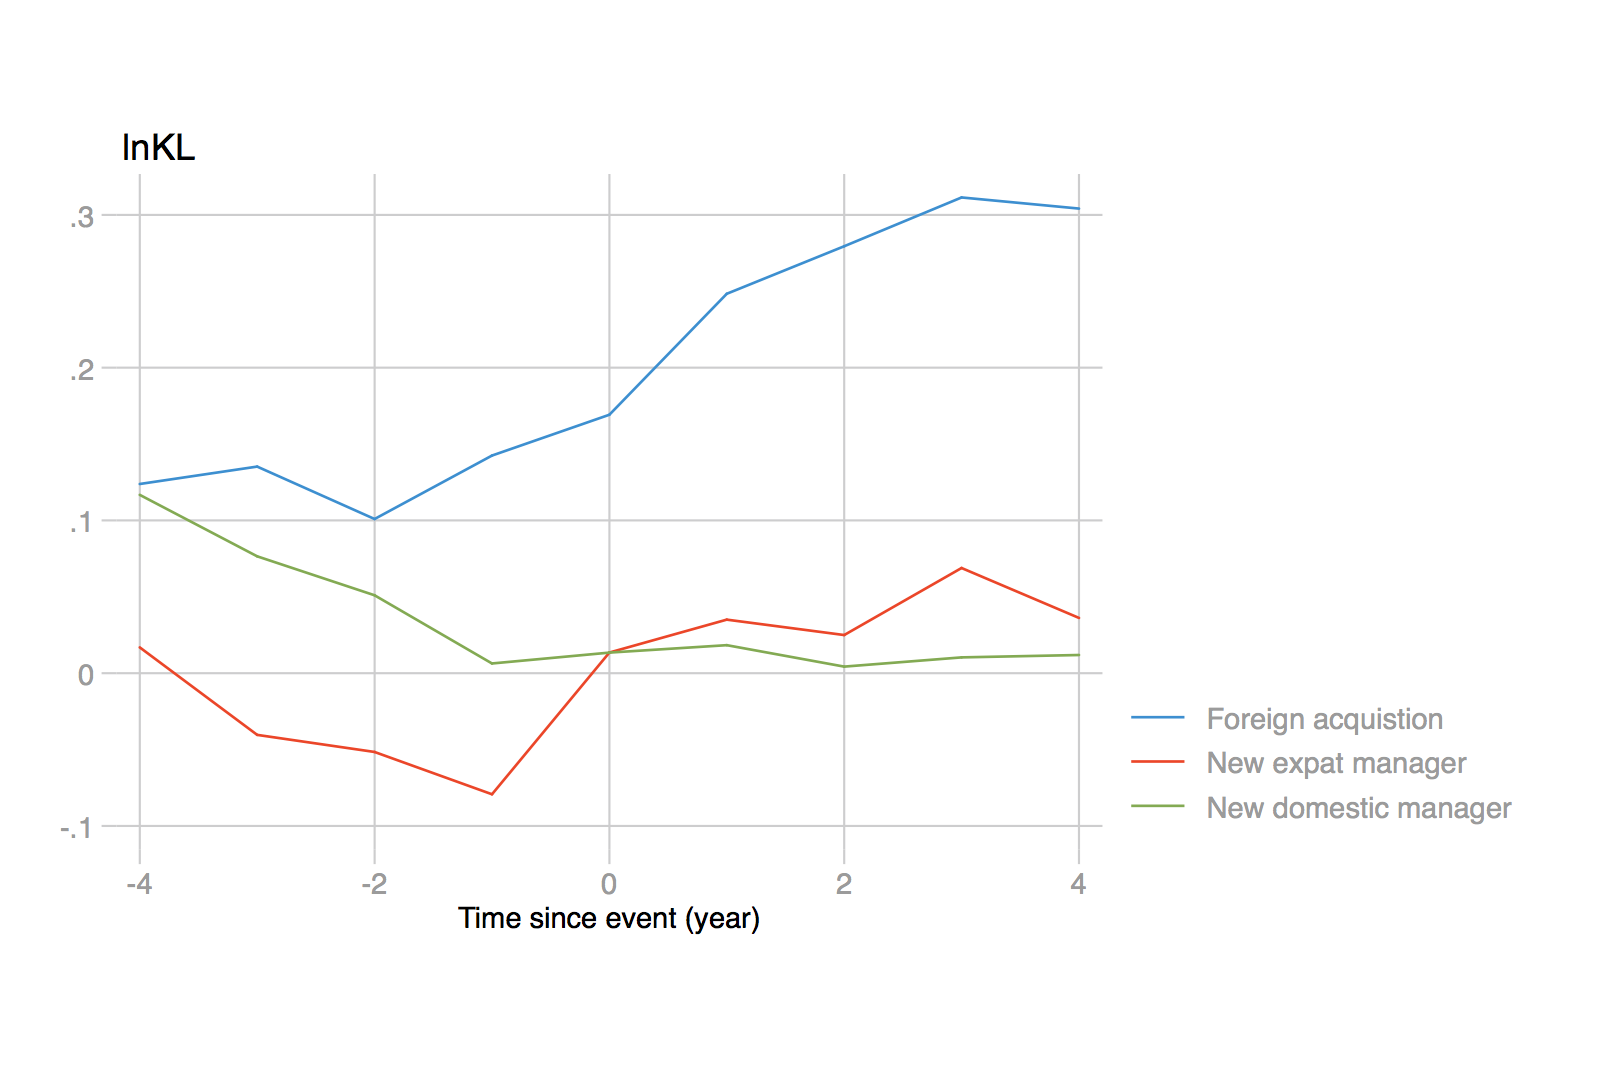 lnKL
.3
.2
.1
0
-.1
-4 -2 0 2 4
Time since event (year)
Foreign acquistion
New expat manager
New domestic manager